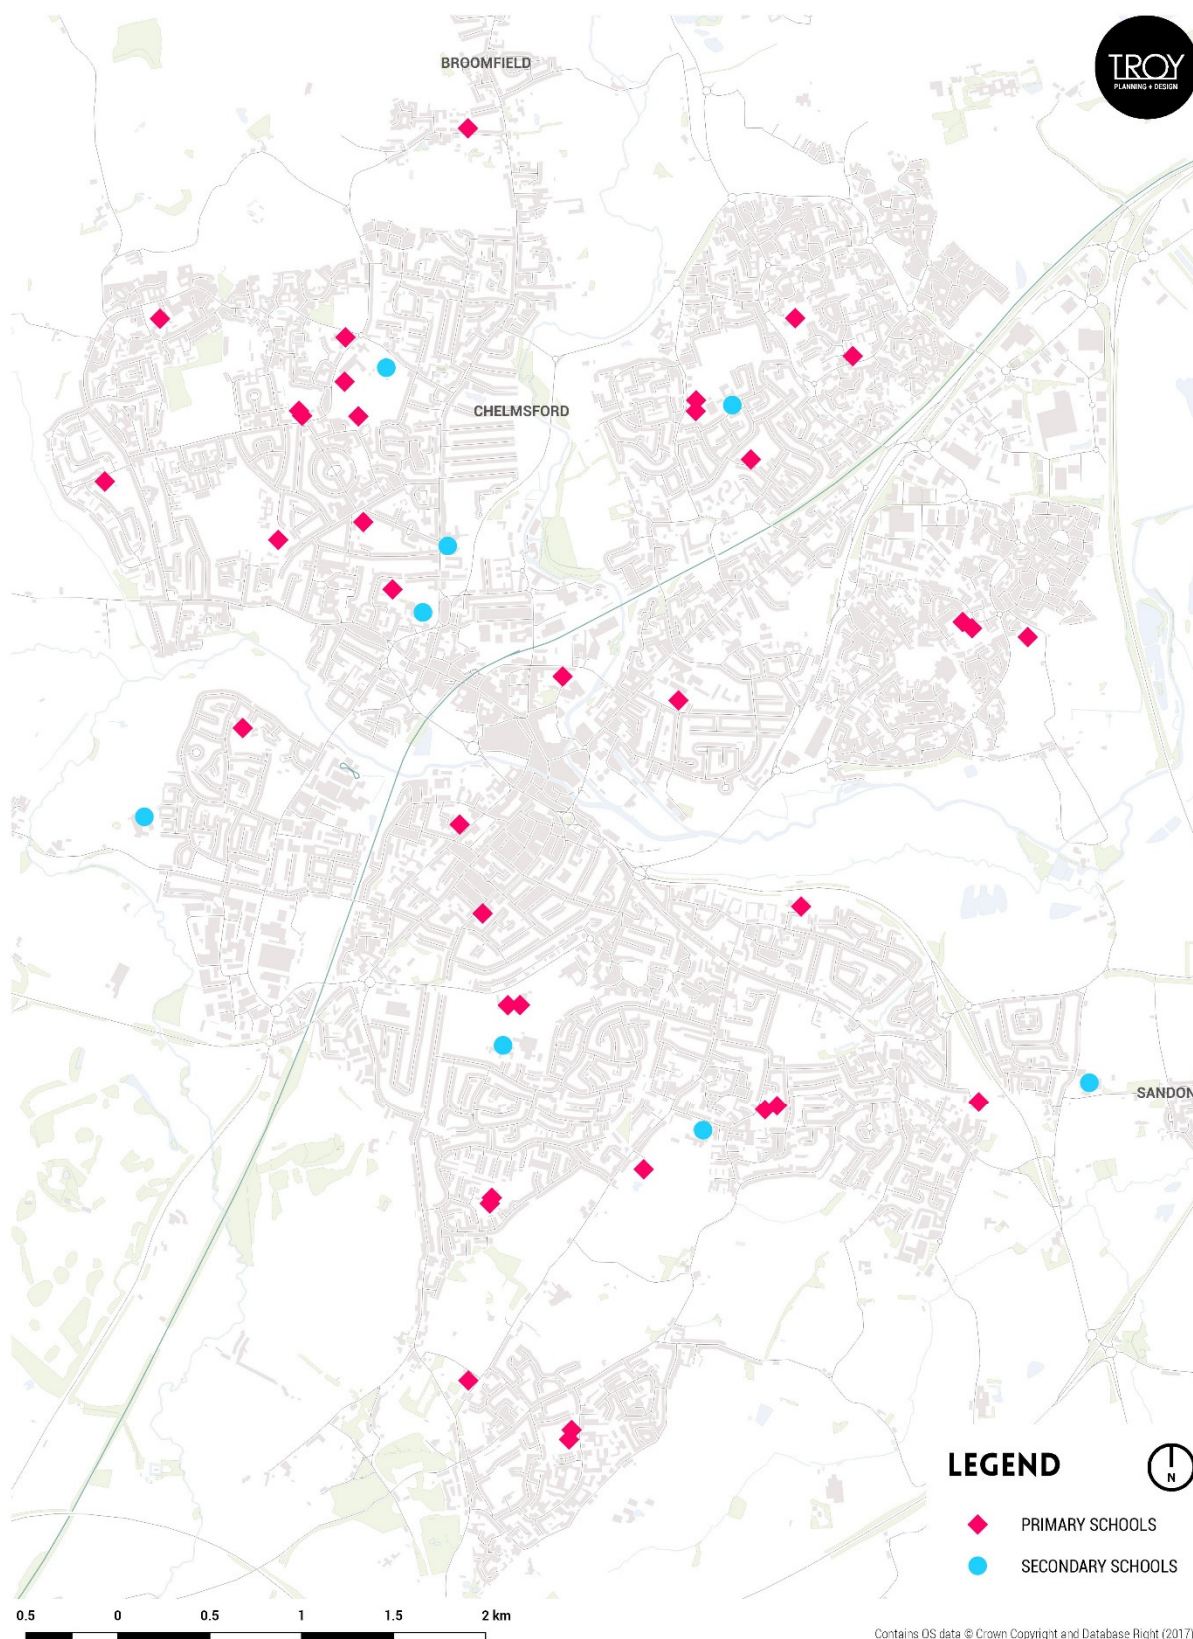 BROOMFIELD
TROY
PLANNING + DESIGN
CHELMSFORD
SANDON
LEGEND
N
PRIMARY SCHOOLS
SECONDARY SCHOOLS
0.5 0 0.5 1 1.5 2 km
Contains OS data © Crown Copyright and Database Right (2017)